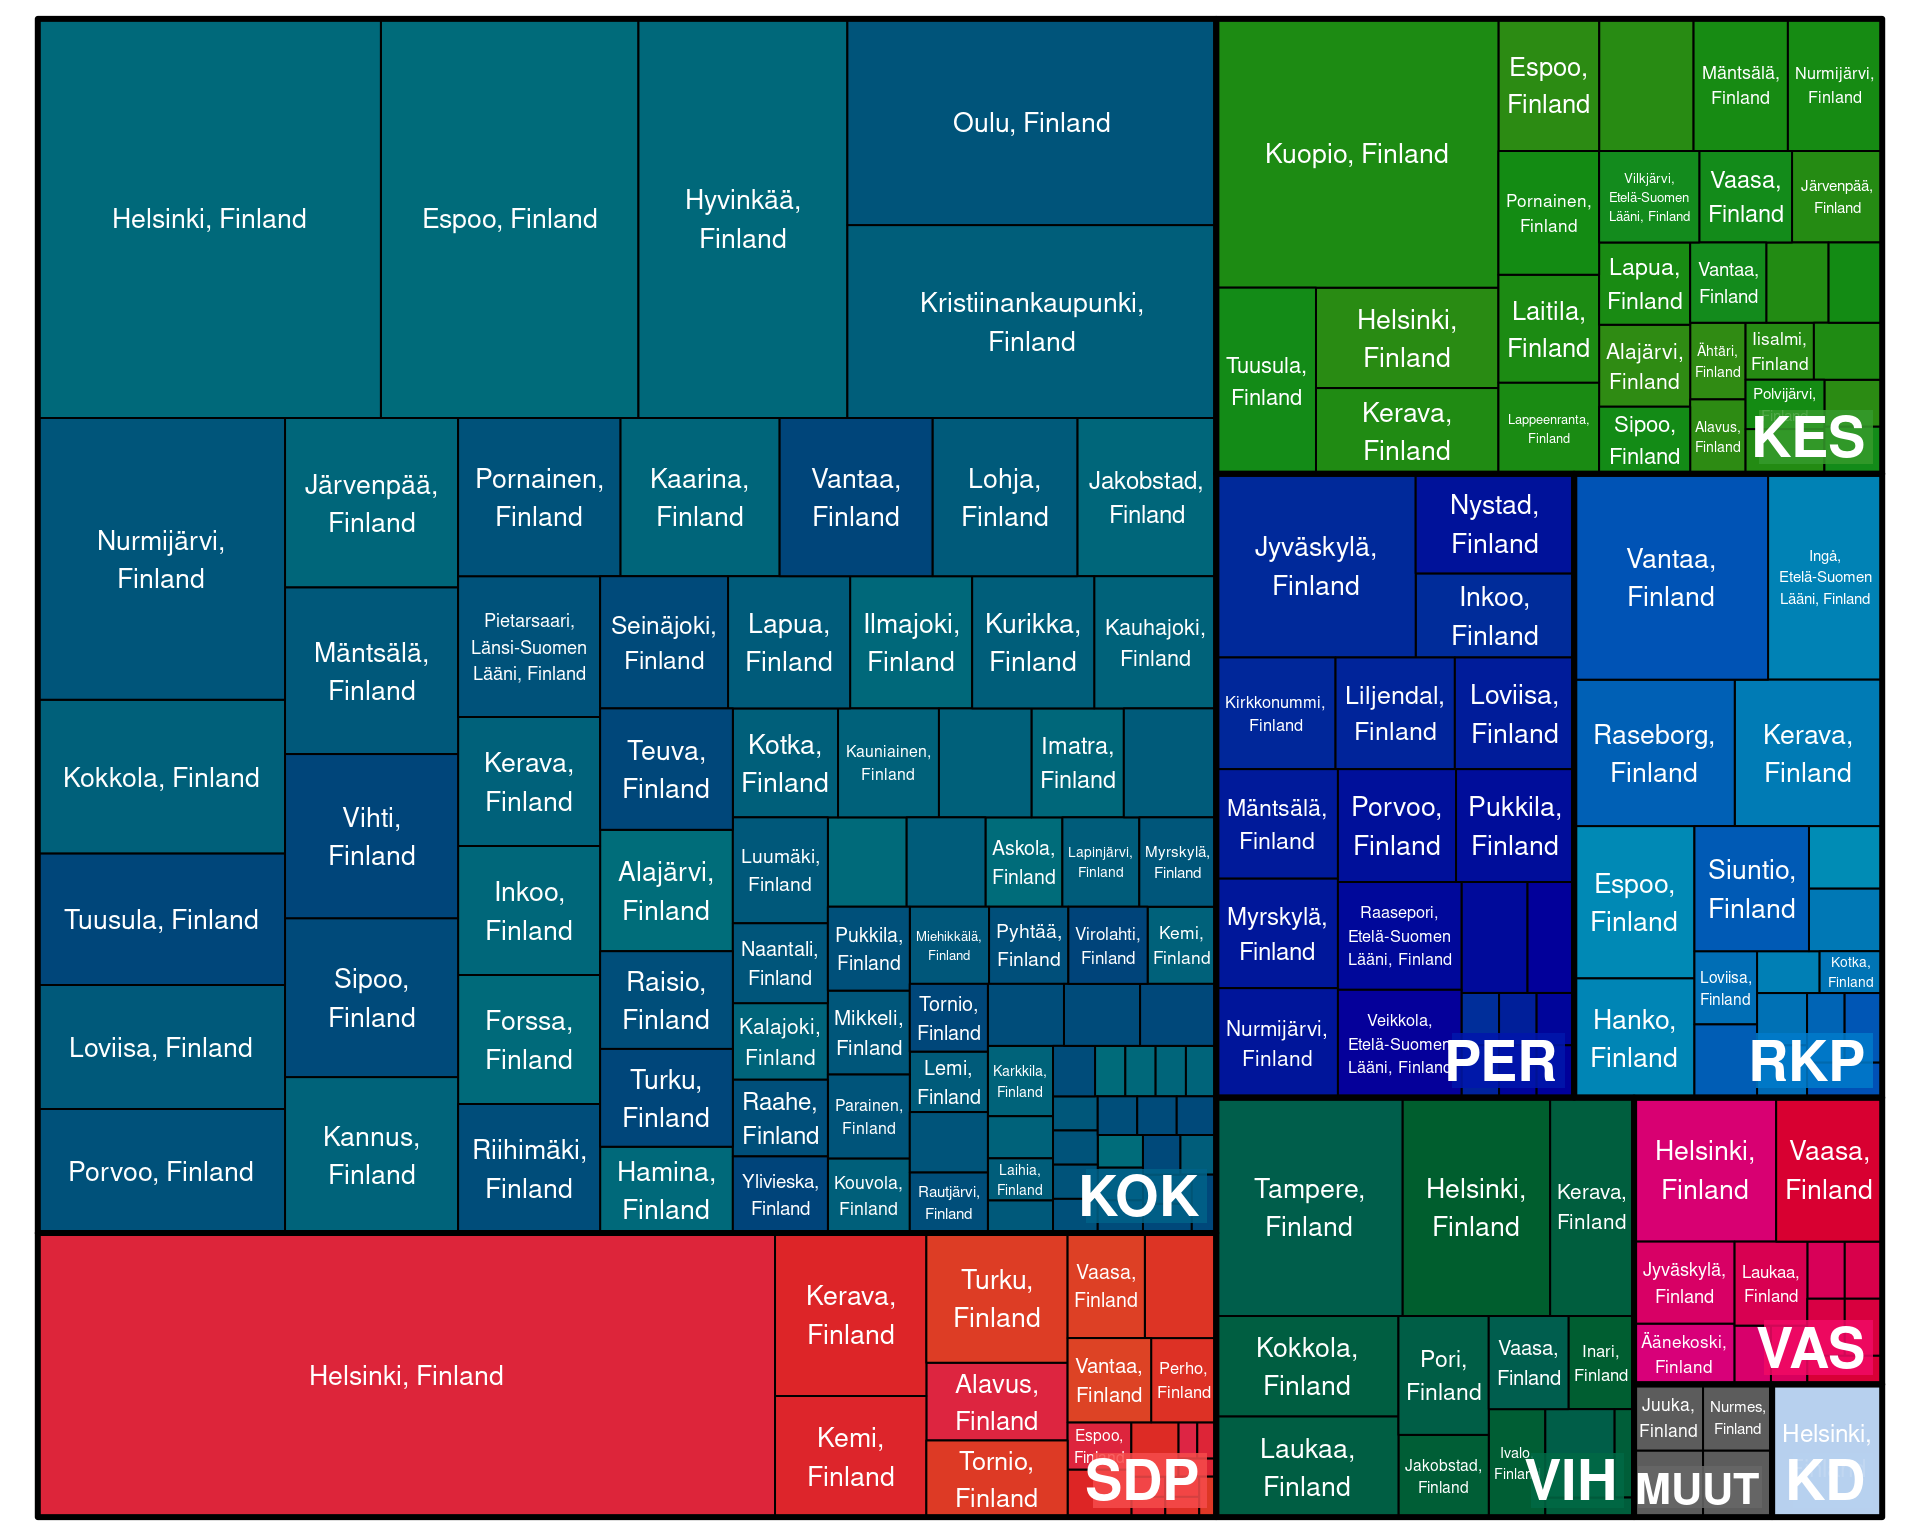 Helsinki, Finland
Espoo, Finland
Hyvinkää,
Finland
Oulu, Finland
Kristiinankaupunki,
Finland
Nurmijärvi,
Finland
Kokkola, Finland
Tuusula, Finland
Loviisa, Finland
Porvoo, Finland
Järvenpää,
Finland
Mäntsälä,
Finland
Vihti,
Finland
Sipoo,
Finland
Kannus,
Finland
Pornainen,
Finland
Kaarina,
Finland
Vantaa,
Finland
Lohja,
Finland
Jakobstad,
Finland
Pietarsaari,
Länsi-Suomen
Lääni, Finland
Kerava,
Finland
Inkoo,
Finland
Forssa,
Finland
Riihimäki,
Finland
Seinäjoki,
Finland
Lapua,
Finland
Ilmajoki,
Finland
Kurikka,
Finland
Kauhajoki,
Finland
Teuva,
Finland
Alajärvi,
Finland
Raisio,
Finland
Turku,
Finland
Hamina,
Finland
Kotka,
Finland
Kauniainen,
Finland
Imatra,
Finland
Luumäki,
Finland
Naantali,
Finland
Kalajoki,
Finland
Raahe,
Finland
Ylivieska,
Finland
Askola,
Finland
Lapinjärvi,
Finland
Myrskylä,
Finland
Pukkila,
Finland
Miehikkälä,
Finland
Pyhtää,
Finland
Virolahti,
Finland
Kemi,
Finland
Mikkeli,
Finland
Parainen,
Finland
Kouvola,
Finland
Tornio,
Finland
Lemi,
Finland
Rautjärvi,
Finland
Karkkila,
Finland
Laihia,
Finland
KOK
Helsinki, Finland
Kerava,
Finland
Kemi,
Finland
Turku,
Finland
Alavus,
Finland
Tornio,
Finland
Vaasa,
Finland
Vantaa,
Finland
Perho,
Finland
Espoo,
Finland
SDP
Kuopio, Finland
Tuusula,
Finland
Helsinki,
Finland
Kerava,
Finland
Espoo,
Finland
Pornainen,
Finland
Laitila,
Finland
Lappeenranta,
Finland
Mäntsälä,
Finland
Nurmijärvi,
Finland
Vilkjärvi,
Etelä-Suomen
Lääni, Finland
Vaasa,
Finland
Järvenpää,
Finland
Lapua,
Finland
Alajärvi,
Finland
Sipoo,
Finland
Vantaa,
Finland
Ähtäri,
Finland
Alavus,
Finland
Iisalmi,
Finland
Polvijärvi,
KES
Jyväskylä,
Finland
Nystad,
Finland
Inkoo,
Finland
Kirkkonummi,
Finland
Liljendal,
Finland
Loviisa,
Finland
Mäntsälä,
Finland
Porvoo,
Finland
Pukkila,
Finland
Myrskylä,
Finland
Nurmijärvi,
Finland
Raasepori,
Etelä-Suomen
Lääni, Finland
Veikkola,
Etelä-Suomen
Lääni, Finland
PER
Vantaa,
Finland
Ingå,
Etelä-Suomen
Lääni, Finland
Raseborg,
Finland
Kerava,
Finland
Espoo,
Finland
Hanko,
Finland
Siuntio,
Finland
Loviisa,
Finland
Kotka,
Finland
RKP
Tampere,
Finland
Helsinki,
Finland
Kerava,
Finland
Kokkola,
Finland
Laukaa,
Finland
Pori,
Finland
Jakobstad,
Finland
Vaasa,
Finland
Inari,
Finland
Ivalo
Finland
VIH
Helsinki,
Finland
Vaasa,
Finland
Jyväskylä,
Finland
Äänekoski,
Finland
Laukaa,
Finland
VAS
Juuka,
Finland
Nurmes,
Finland
MUUT
Helsinki,
KD